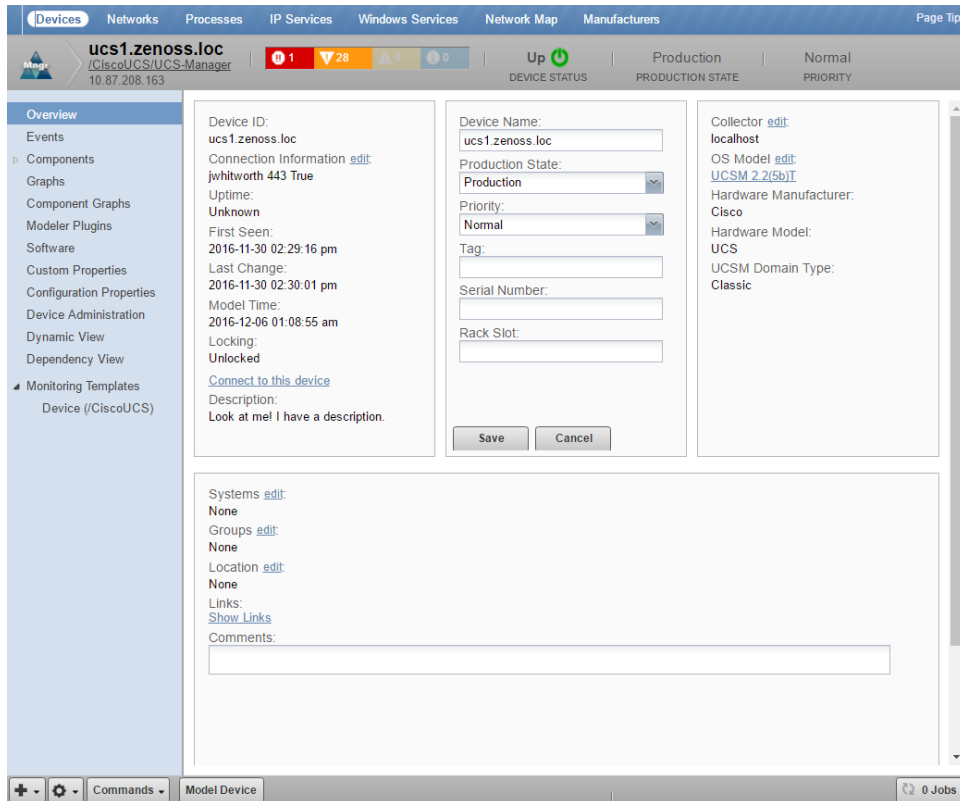 Devices Networks Processes IP Services Windows Services Network Map Manufacturers Page Tip
Mngr
ucs1.zenoss.loc
/CiscoUCS/UCS-Manager
10.87.208.163
1 28 0 0
Up
DEVICE STATUS
Production
PRODUCTION STATE
Normal
PRIORITY
Overview
Events
Components
Graphs
Component Graphs
Modeler Plugins
Software
Custom Properties
Configuration Properties
Device Administration
Dynamic View
Dependency View
Monitoring Templates
Device (/CiscoUCS)
Device ID:
ucs1.zenoss.loc
Connection Information edit:
jwhitworth 443 True
Uptime:
Unknown
First Seen:
2016-11-30 02:29:16 pm
Last Change:
2016-11-30 02:30:01 pm
Model Time:
2016-12-06 01:08:55 am
Locking:
Unlocked
Connect to this device
Description:
Look at me! I have a description.
Device Name:
ucs1.zenoss.loc
Production State:
Production
Priority:
Normal
Tag:
Serial Number:
Rack Slot:
Save Cancel
Collector edit:
localhost
OS Model edit:
UCSM 2.2(5b)T
Hardware Manufacturer:
Cisco
Hardware Model:
UCS
UCSM Domain Type:
Classic
Systems edit:
None
Groups edit:
None
Location edit:
None
Links:
Show Links
Comments:
Commands Model Device 0 Jobs